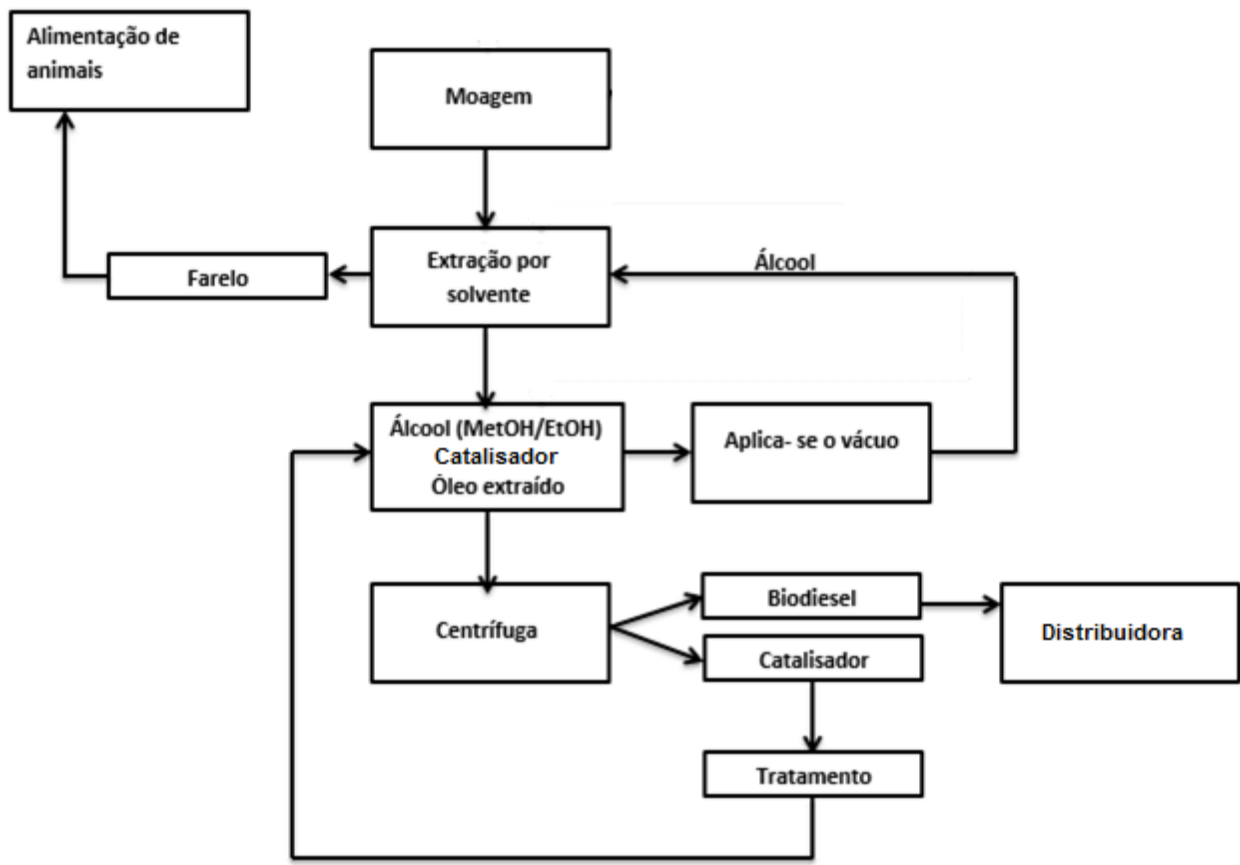 Alimentação de
animais
Moagem
Extração por
solvente
Álcool
Farelo
Álcool (MetOH/EtOH)
Catalisador
Óleo extraído
Aplica- se o vácuo
Centrífuga
Biodiesel
Distribuidora
Catalisador
Tratamento